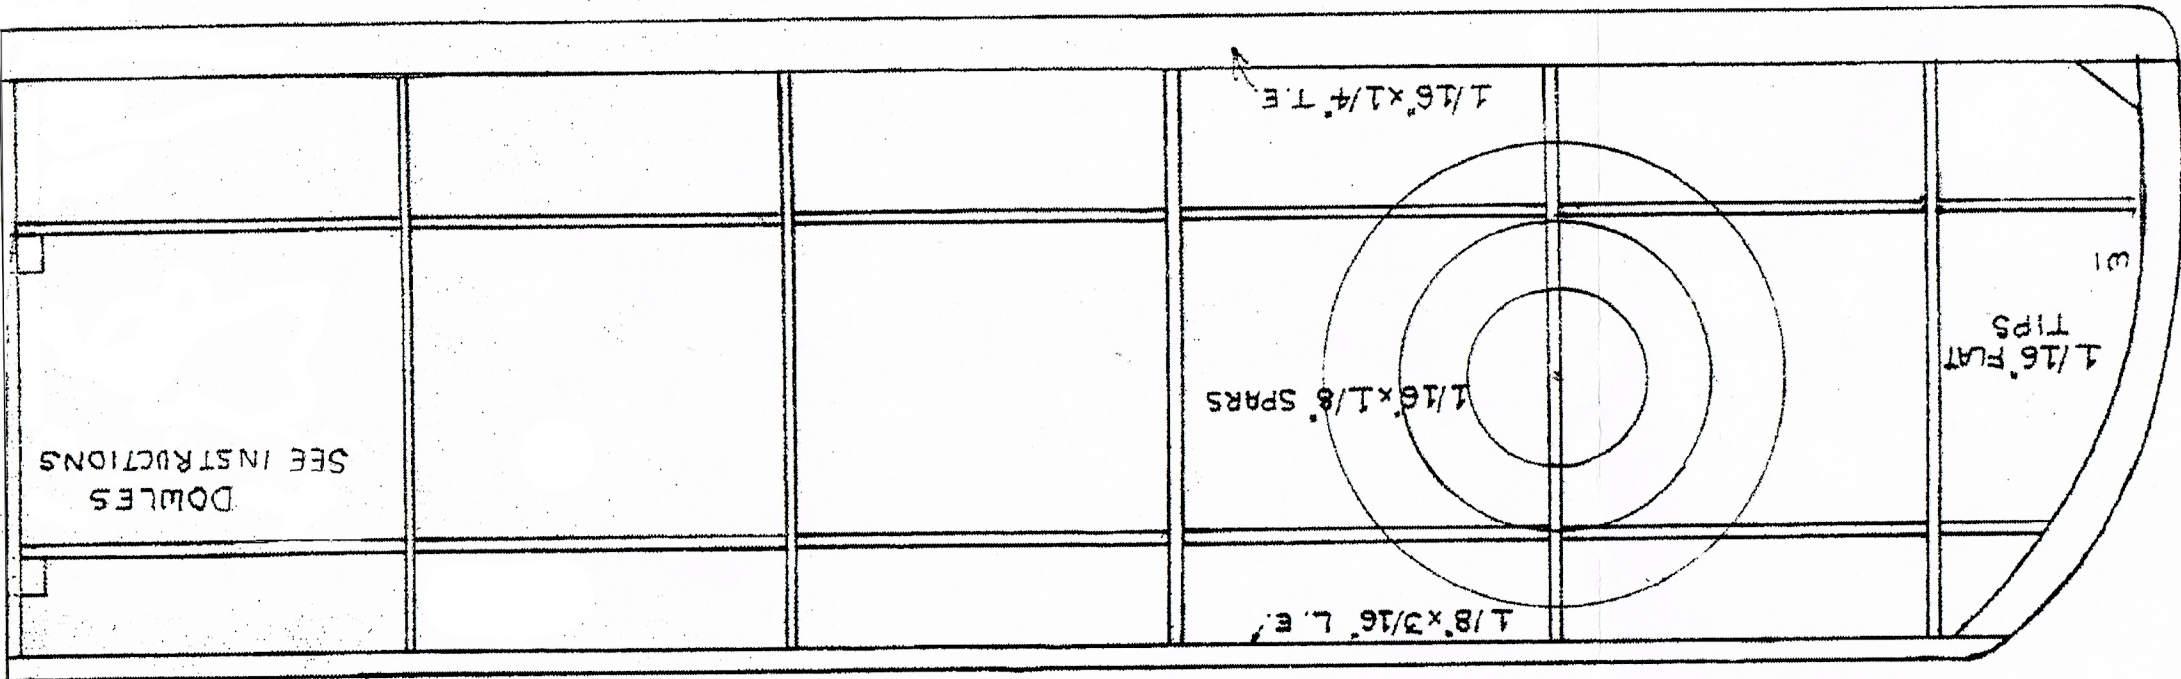 1/8"x3/16" L.E.
DOWLES
SEE INSTRUCTIONS
1/16"x1/8" SPARS
1/16" FLAT
TIPS
W1
1/16"x1/4" T.E.